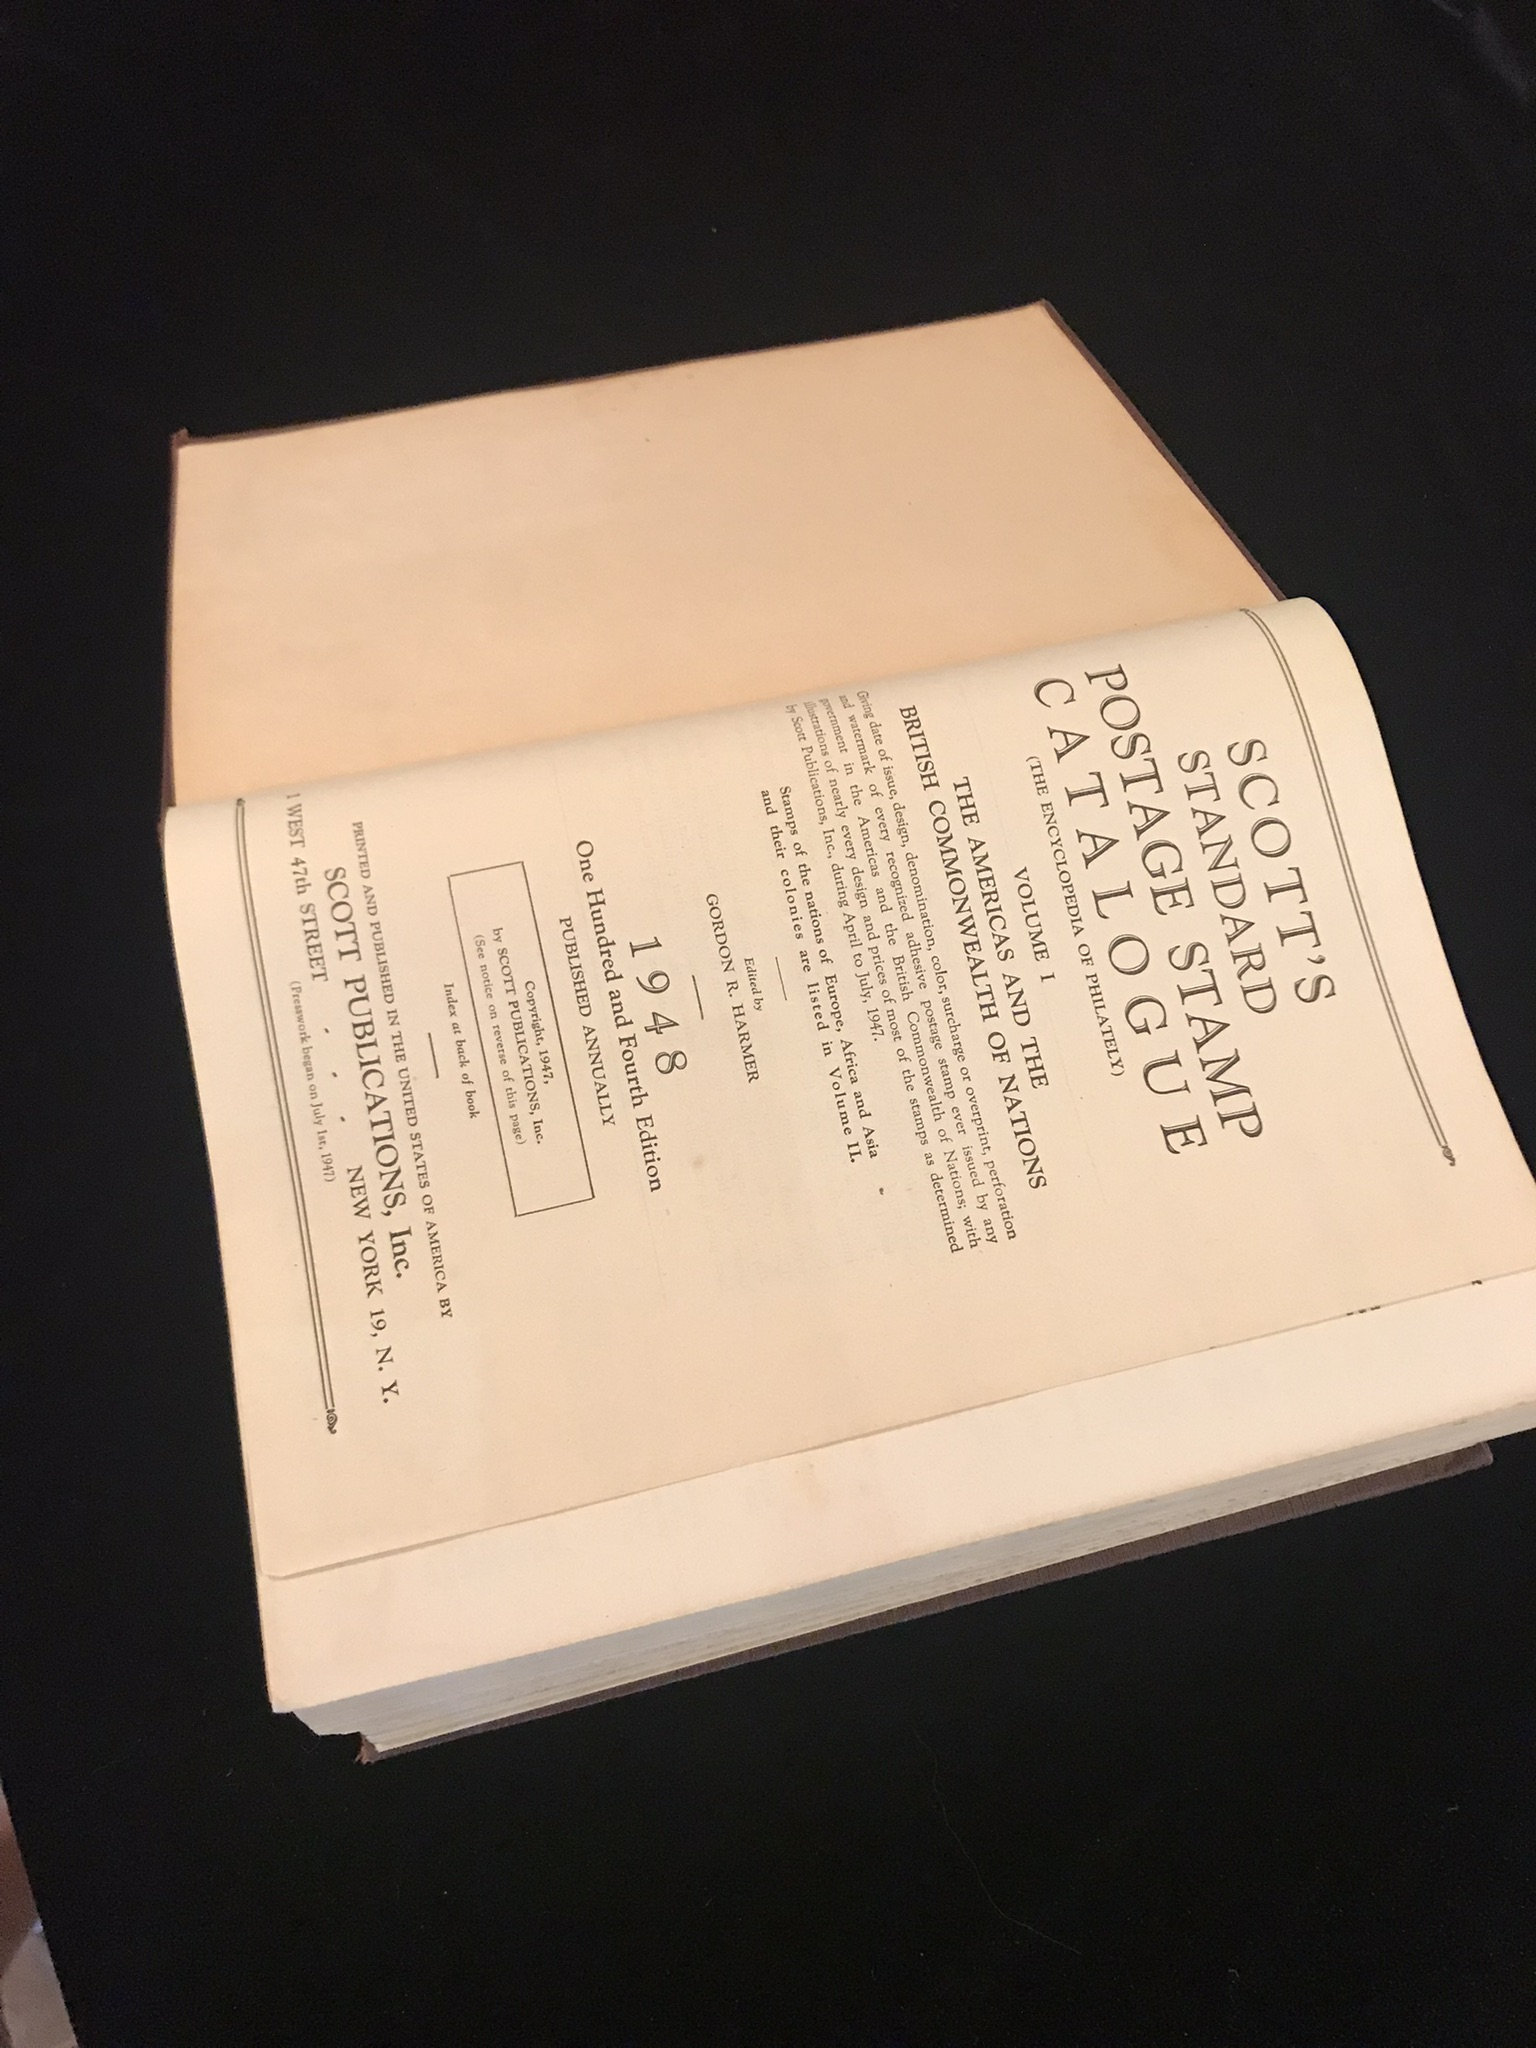 SCOTT'S
STANDARD
POSTAGE STAMP
CATALOGUE
(THE ENCYCLOPEDIA OF PHILATELY)
VOLUME I
THE AMERICAS AND THE
BRITISH COMMONWEALTH OF NATIONS
Giving date of issue, design, denomination, color, surcharge or overprint, perforation
and watermark of every recognized adhesive postage stamp ever issued by any
government in the Americas and the British Commonwealth of Nations; with
illustrations of nearly every design and prices of most of the stamps as determined
by Scott Publications, Inc., during April to July, 1947.
Stamps of the nations of Europe, Africa and Asia
and their colonies are listed in Volume II.
Edited by
GORDON R. HARMER
1948
One Hundred and Fourth Edition
PUBLISHED ANNUALLY
Copyright, 1947,
by SCOTT PUBLICATIONS, Inc.
(See notice on reverse of this page)
Index at back of book
PRINTED AND PUBLISHED IN THE UNITED STATES OF AMERICA BY
SCOTT PUBLICATIONS, Inc.
1 WEST 47th STREET . . . NEW YORK 19, N. Y.
(Presswork began on July 1st, 1947)